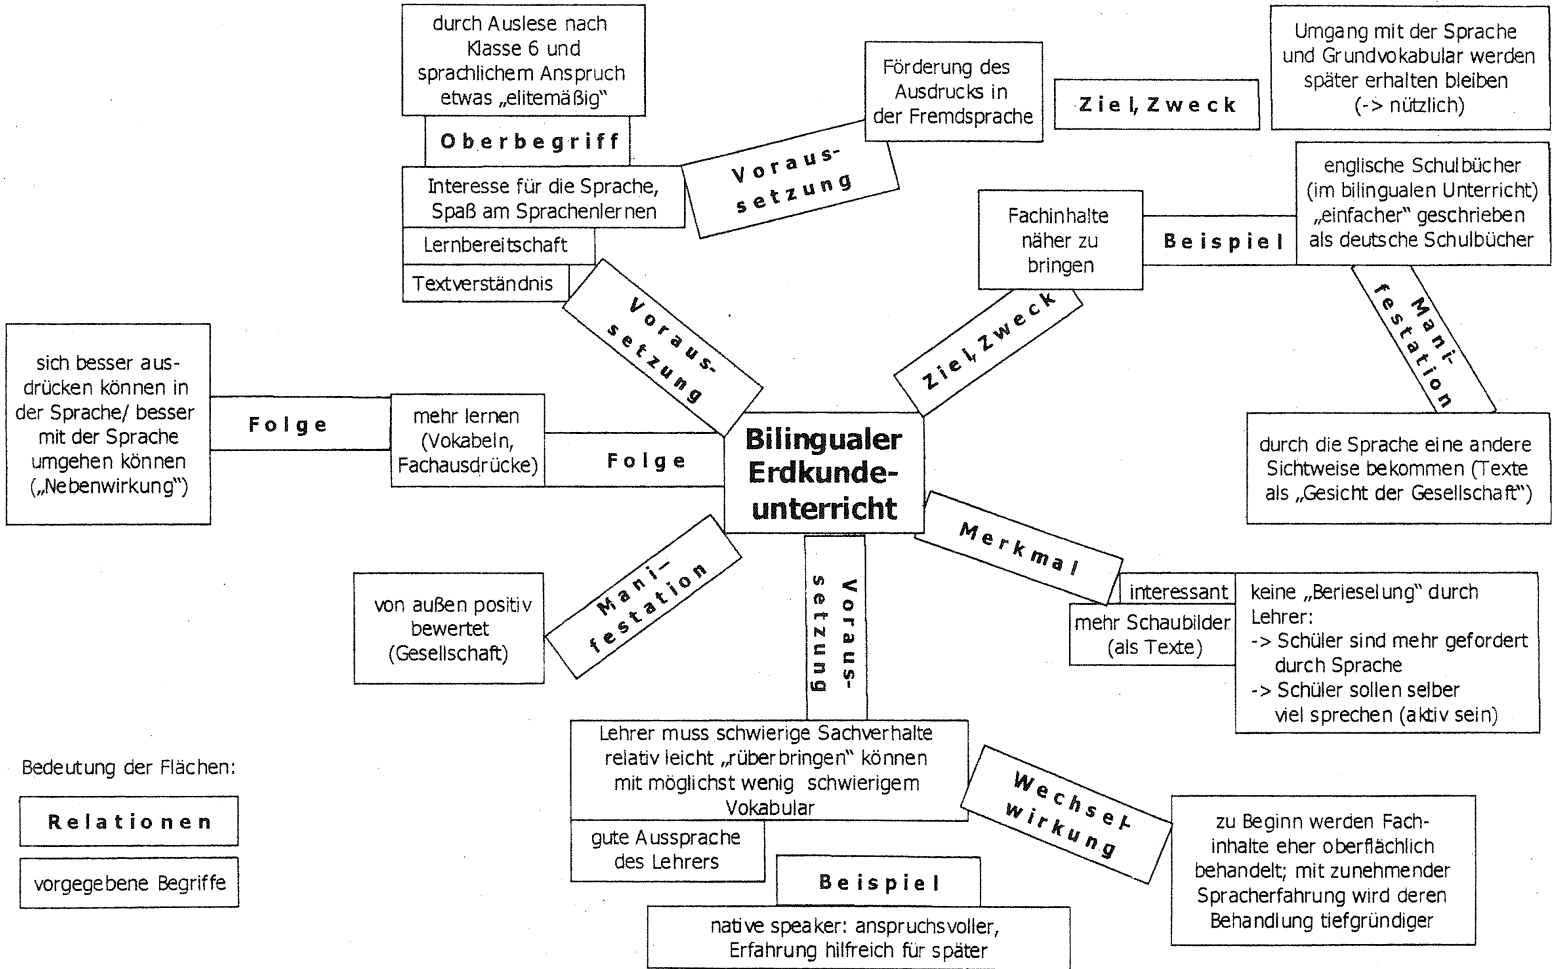 durch Auslese nach
Klasse 6 und
sprachlichem Anspruch
etwas „elitemäßig“
Oberbegriff
Interesse für die Sprache,
Spaß am Sprachenlernen
Lernbereitschaft
Textverständnis
Voraus-
setzung
Förderung des
Ausdrucks in
der Fremdsprache
Ziel, Zweck
Umgang mit der Sprache
und Grundvokabular werden
später erhalten bleiben
(-> nützlich)
Voraus-
setzung
Ziel, Zweck
Fachinhalte
näher zu
bringen
Beispiel
englische Schulbücher
(im bilingualen Unterricht)
„einfacher“ geschrieben
als deutsche Schulbücher
Mani-
festation
durch die Sprache eine andere
Sichtweise bekommen (Texte
als „Gesicht der Gesellschaft“)
sich besser aus-
drücken können in
der Sprache/ besser
mit der Sprache
umgehen können
(„Nebenwirkung“)
Folge
mehr lernen
(Vokabeln,
Fachausdrücke)
Folge
Bilingualer
Erdkunde-
unterricht
Merkmal
interessant
mehr Schaubilder
(als Texte)
keine „Berieselung“ durch
Lehrer:
-> Schüler sind mehr gefordert
durch Sprache
-> Schüler sollen selber
viel sprechen (aktiv sein)
Mani-
festation
von außen positiv
bewertet
(Gesellschaft)
Voraus-
setzung
Lehrer muss schwierige Sachverhalte
relativ leicht „rüberbringen“ können
mit möglichst wenig schwierigem
Vokabular
gute Aussprache
des Lehrers
Beispiel
native speaker: anspruchsvoller,
Erfahrung hilfreich für später
Wechsel-
wirkung
zu Beginn werden Fach-
inhalte eher oberflächlich
behandelt; mit zunehmender
Spracherfahrung wird deren
Behandlung tiefgründiger
Bedeutung der Flächen:
Relationen
vorgegebene Begriffe